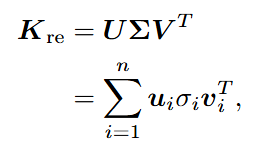 𝑲_re = 𝑼𝚺𝑽^T
= ∑_{i=1}^{n} 𝒖_i σ_i 𝒗_i^T,